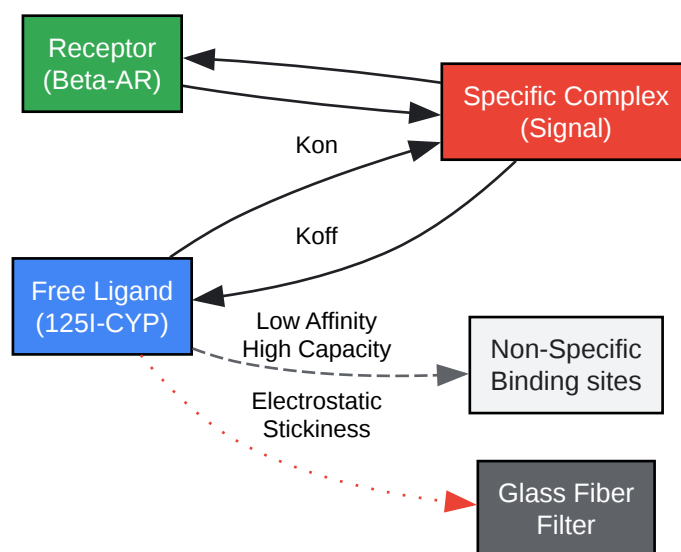 Receptor
(Beta-AR)
Specific Complex
(Signal)
Kon
Koff
Free Ligand
(125I-CYP)
Low Affinity
High Capacity
Non-Specific
Binding sites
Electrostatic
Stickiness
Glass Fiber
Filter